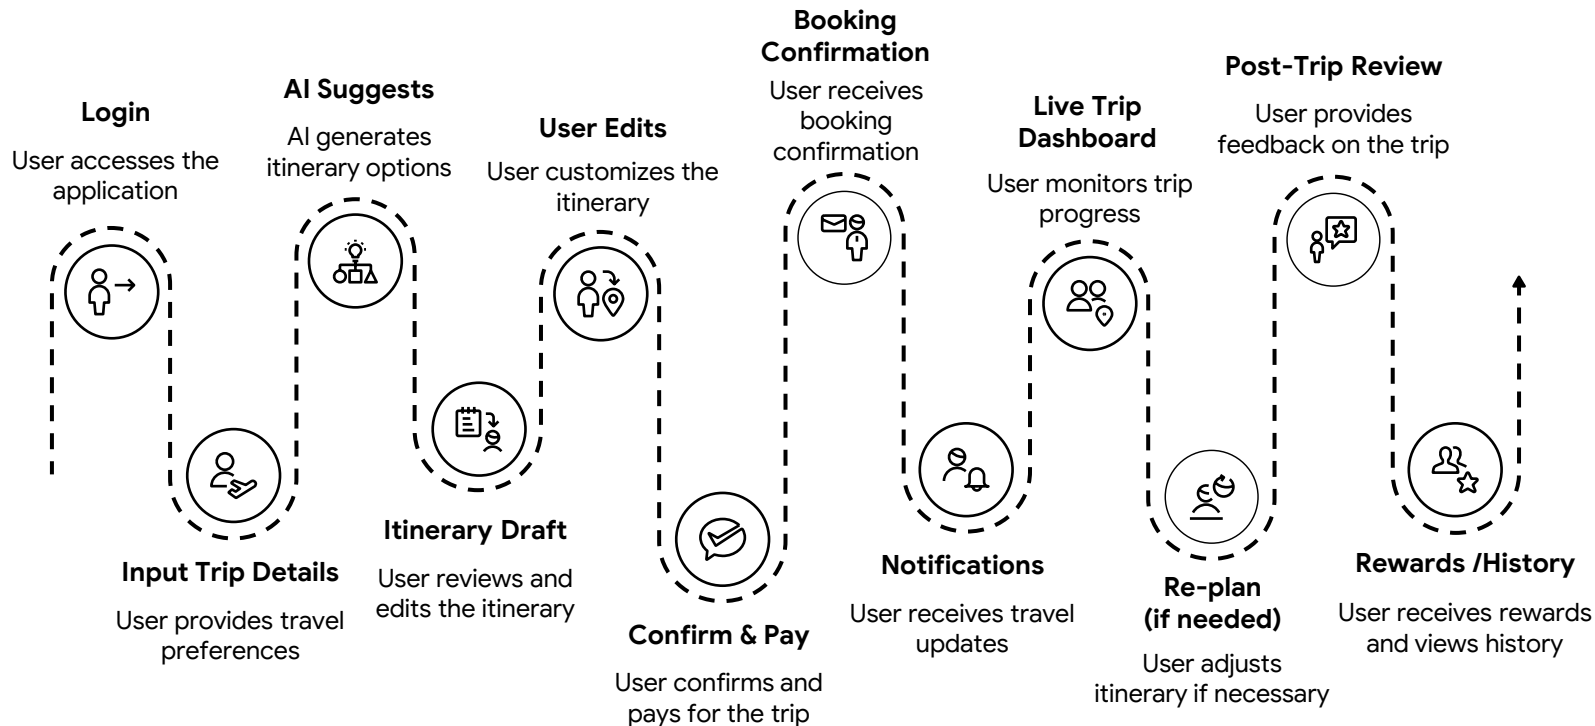 Login
User accesses the
application
Input Trip Details
User provides travel
preferences
AI Suggests
AI generates
itinerary options
Itinerary Draft
User reviews and
edits the itinerary
User Edits
User customizes the
itinerary
Confirm & Pay
User confirms and
pays for the trip
Booking
Confirmation
User receives
booking
confirmation
Notifications
User receives travel
updates
Live Trip
Dashboard
User monitors trip
progress
Re-plan
(if needed)
User adjusts
itinerary if necessary
Post-Trip Review
User provides
feedback on the trip
Rewards /History
User receives rewards
and views history